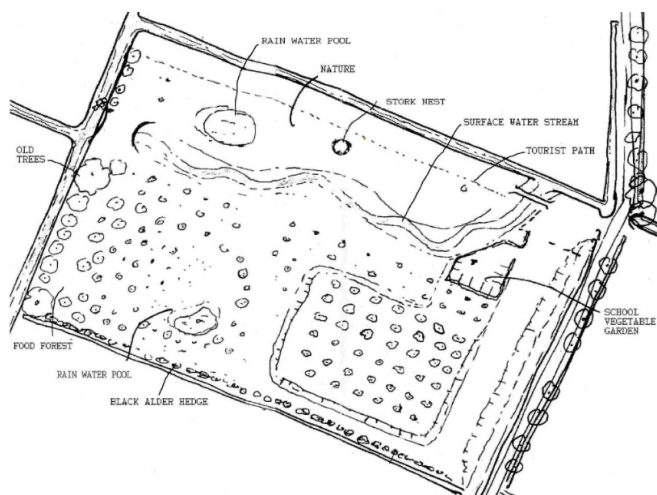 RAIN WATER POOL
NATURE
STORK NEST
SURFACE WATER STREAM
TOURIST PATH
OLD
TREES
SCHOOL
VEGETABLE
GARDEN
FOOD FOREST
RAIN WATER POOL
BLACK ALDER HEDGE